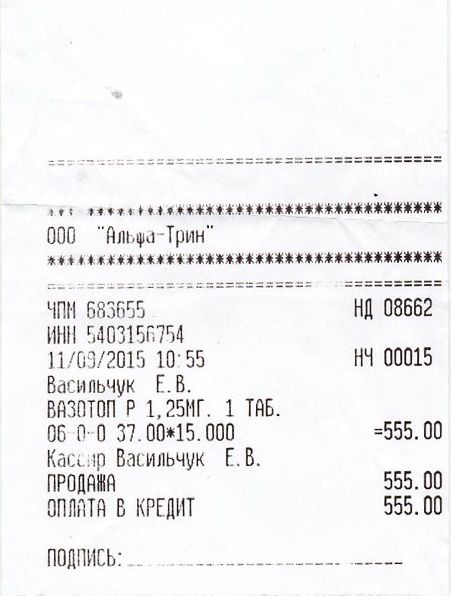 ООО "Альфа-Трин"
ЧПМ 683655 НД 08662
ИНН 5403156754
11/09/2015 10:55 НЧ 00015
Васильчук Е.В.
ВАЗОТОП Р 1,25МГ. 1 ТАБ.
06-0-0 37.00*15.000 =555.00
Кассир Васильчук Е.В.
ПРОДАЖА 555.00
ОПЛАТА В КРЕДИТ 555.00
ПОДПИСЬ: